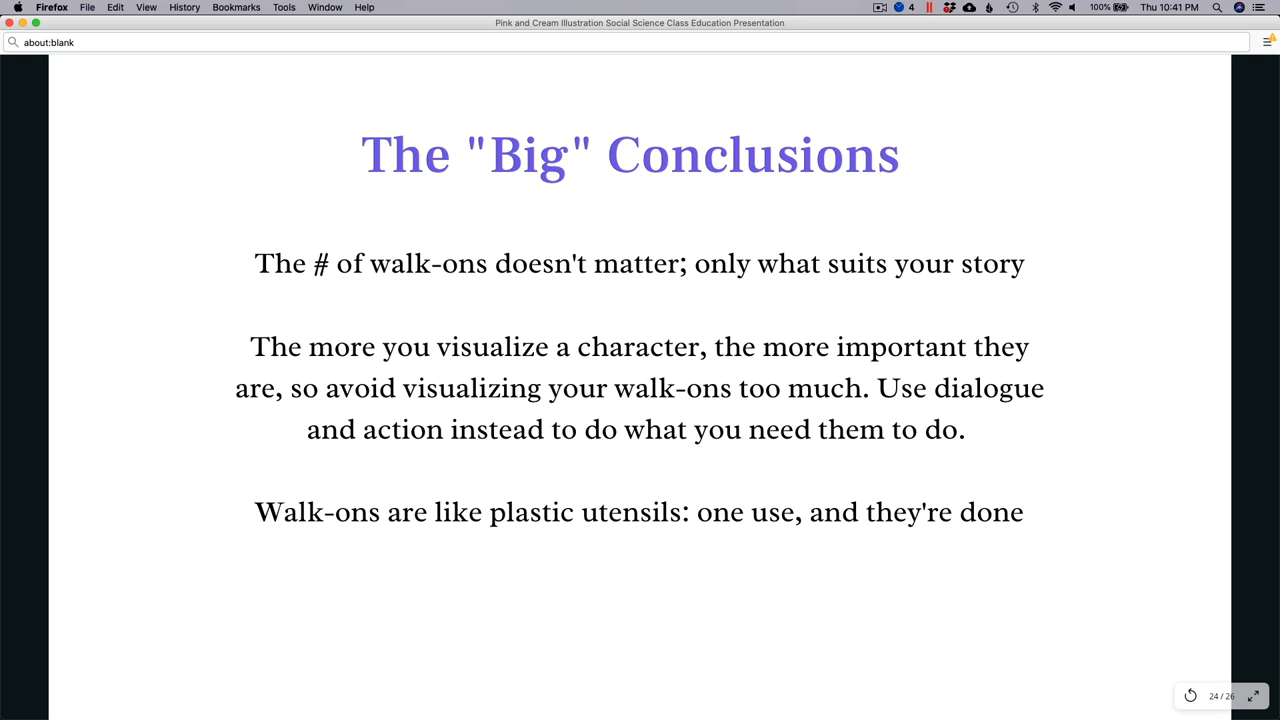 Firefox File Edit View History Bookmarks Tools Window Help 4 100% Thu 10:41 PM
Pink and Cream Illustration Social Science Class Education Presentation
about:blank
The "Big" Conclusions
The # of walk-ons doesn't matter; only what suits your story
The more you visualize a character, the more important they
are, so avoid visualizing your walk-ons too much. Use dialogue
and action instead to do what you need them to do.
Walk-ons are like plastic utensils: one use, and they're done
24 / 26